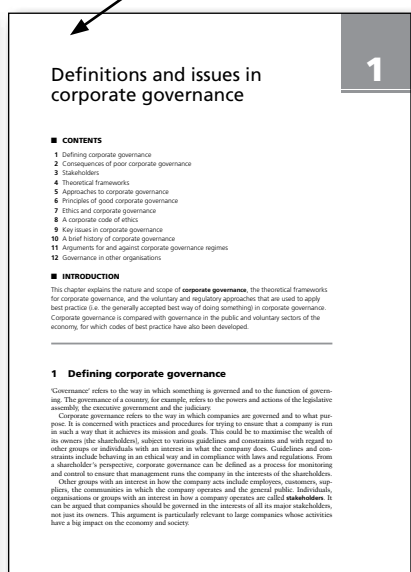 1
Definitions and issues in
corporate governance
■ CONTENTS
1 Defining corporate governance
2 Consequences of poor corporate governance
3 Stakeholders
4 Theoretical frameworks
5 Approaches to corporate governance
6 Principles of good corporate governance
7 Ethics and corporate governance
8 A corporate code of ethics
9 Key issues in corporate governance
10 A brief history of corporate governance
11 Arguments for and against corporate governance regimes
12 Governance in other organisations
■ INTRODUCTION
This chapter explains the nature and scope of corporate governance, the theoretical frameworks
for corporate governance, and the voluntary and regulatory approaches that are used to apply
best practice (i.e. the generally accepted best way of doing something) in corporate governance.
Corporate governance is compared with governance in the public and voluntary sectors of the
economy, for which codes of best practice have also been developed.
1 Defining corporate governance
'Governance' refers to the way in which something is governed and to the function of govern-
ing. The governance of a country, for example, refers to the powers and actions of the legislative
assembly, the executive government and the judiciary.
Corporate governance refers to the way in which companies are governed and to what pur-
pose. It is concerned with practices and procedures for trying to ensure that a company is run
in such a way that it achieves its mission and goals. This could be to maximise the wealth of
its owners (the shareholders), subject to various guidelines and constraints and with regard to
other groups or individuals with an interest in what the company does. Guidelines and con-
straints include behaving in an ethical way and in compliance with laws and regulations. From
a shareholder's perspective, corporate governance can be defined as a process for monitoring
and control to ensure that management runs the company in the interests of the shareholders.
Other groups with an interest in how the company acts include employees, customers, sup-
pliers, the communities in which the company operates and the general public. Individuals,
organisations or groups with an interest in how a company operates are called stakeholders. It
can be argued that companies should be governed in the interests of all its major stakeholders,
not just its owners. This argument is particularly relevant to large companies whose activities
have a big impact on the economy and society.